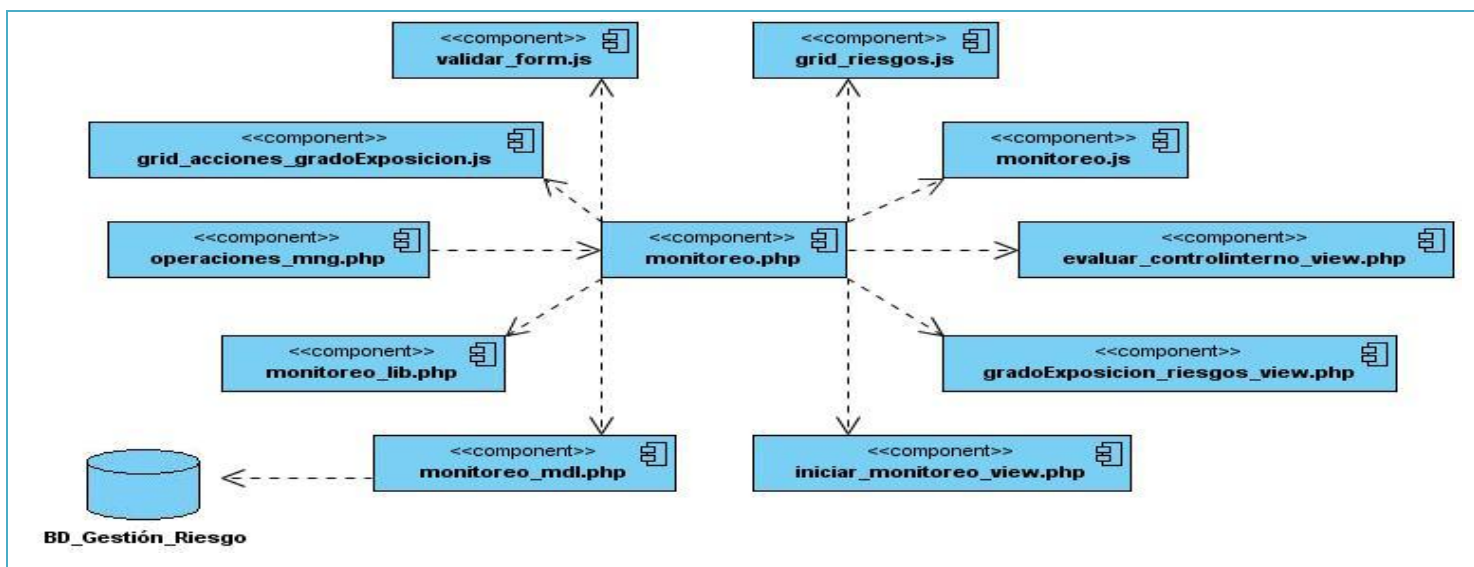 <<component>>
validar_form.js
<<component>>
grid_riesgos.js
<<component>>
grid_acciones_gradoExposicion.js
<<component>>
monitoreo.js
<<component>>
operaciones_mng.php
<<component>>
monitoreo.php
<<component>>
evaluar_controlinterno_view.php
<<component>>
monitoreo_lib.php
<<component>>
gradoExposicion_riesgos_view.php
<<component>>
monitoreo_mdl.php
<<component>>
iniciar_monitoreo_view.php
BD_Gestión_Riesgo